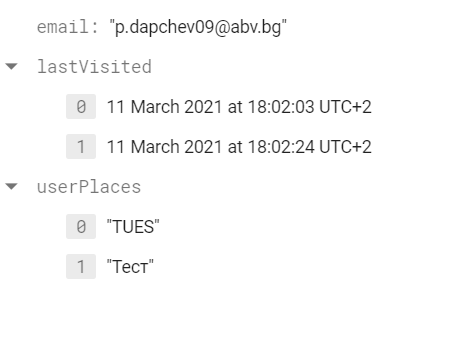 email: "p.dapchev09@abv.bg"
lastVisited
0 11 March 2021 at 18:02:03 UTC+2
1 11 March 2021 at 18:02:24 UTC+2
userPlaces
0 "TUES"
1 "Тест"